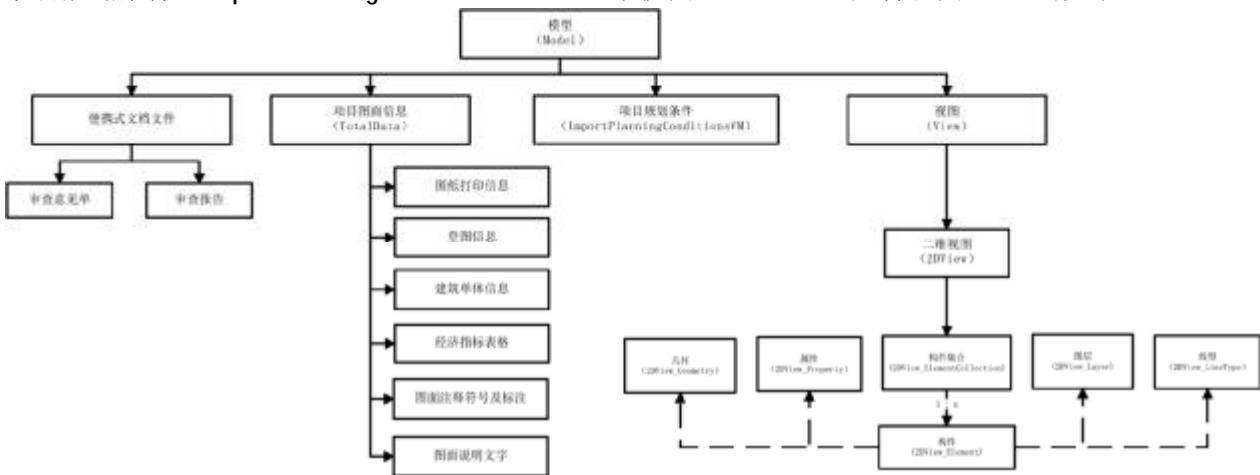 模型
(Model)
便携式文档文件
项目图面信息
(TotalData)
项目规划条件
(ImportPlanningConditionsVM)
视图
(View)
审查意见单
审查报告
图纸打印信息
登图信息
建筑单体信息
经济指标表格
图面注释符号及标注
图面说明文字
二维视图
(2DView)
几何
(2DView_Geometry)
属性
(2DView_Property)
构件集合
(2DView_ElementCollection)
图层
(2DView_Layer)
线型
(2DView_LineType)
1 : n
构件
(2DView_Element)